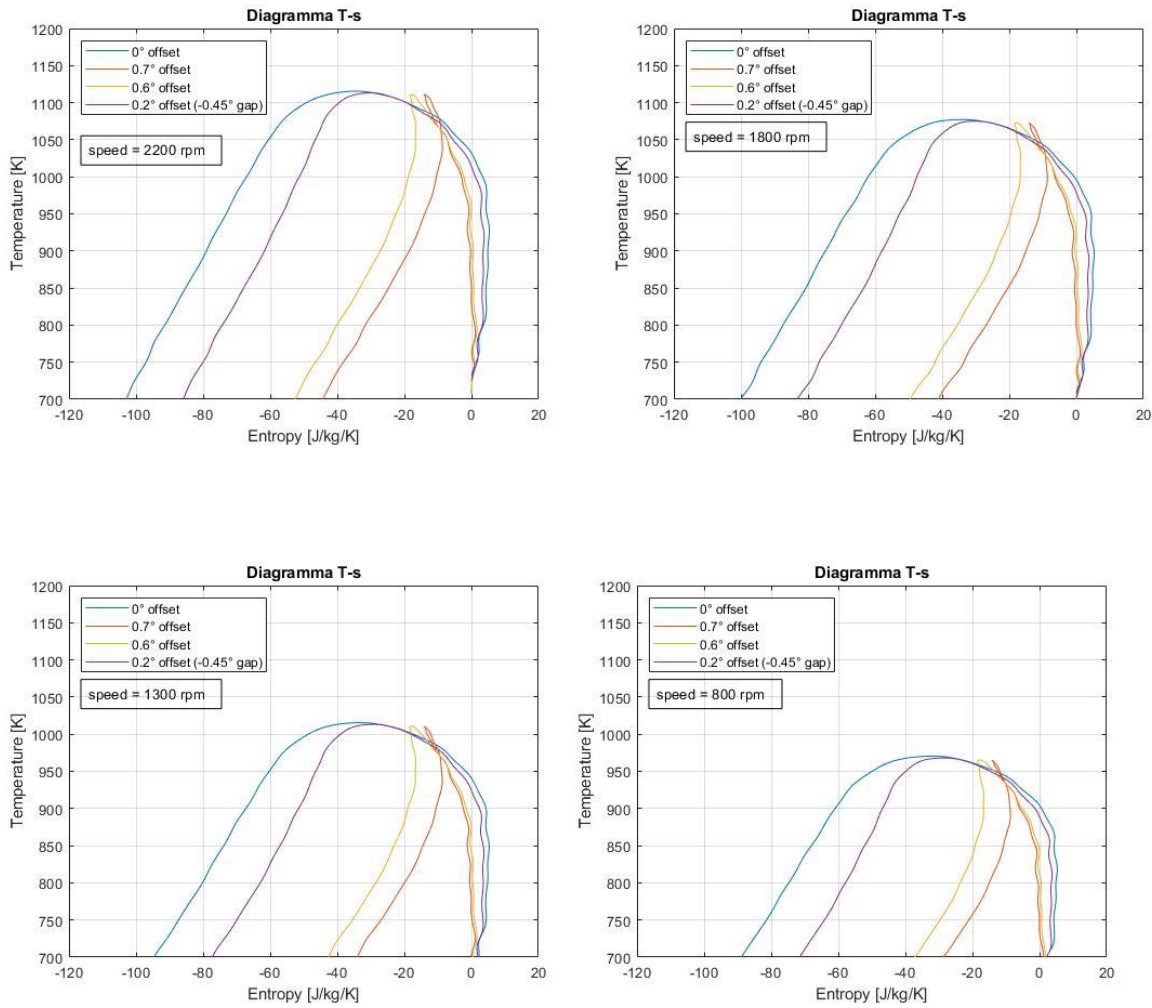 Diagramma T-s
1200
1150
1100
1050
1000
950
900
850
800
750
700
Temperature [K]
0° offset
0.7° offset
0.6° offset
0.2° offset (-0.45° gap)
speed = 2200 rpm
-120 -100 -80 -60 -40 -20 0 20
Entropy [J/kg/K]
Diagramma T-s
1200
1150
1100
1050
1000
950
900
850
800
750
700
Temperature [K]
0° offset
0.7° offset
0.6° offset
0.2° offset (-0.45° gap)
speed = 1800 rpm
-120 -100 -80 -60 -40 -20 0 20
Entropy [J/kg/K]
Diagramma T-s
1200
1150
1100
1050
1000
950
900
850
800
750
700
Temperature [K]
0° offset
0.7° offset
0.6° offset
0.2° offset (-0.45° gap)
speed = 1300 rpm
-120 -100 -80 -60 -40 -20 0 20
Entropy [J/kg/K]
Diagramma T-s
1200
1150
1100
1050
1000
950
900
850
800
750
700
Temperature [K]
0° offset
0.7° offset
0.6° offset
0.2° offset (-0.45° gap)
speed = 800 rpm
-120 -100 -80 -60 -40 -20 0 20
Entropy [J/kg/K]